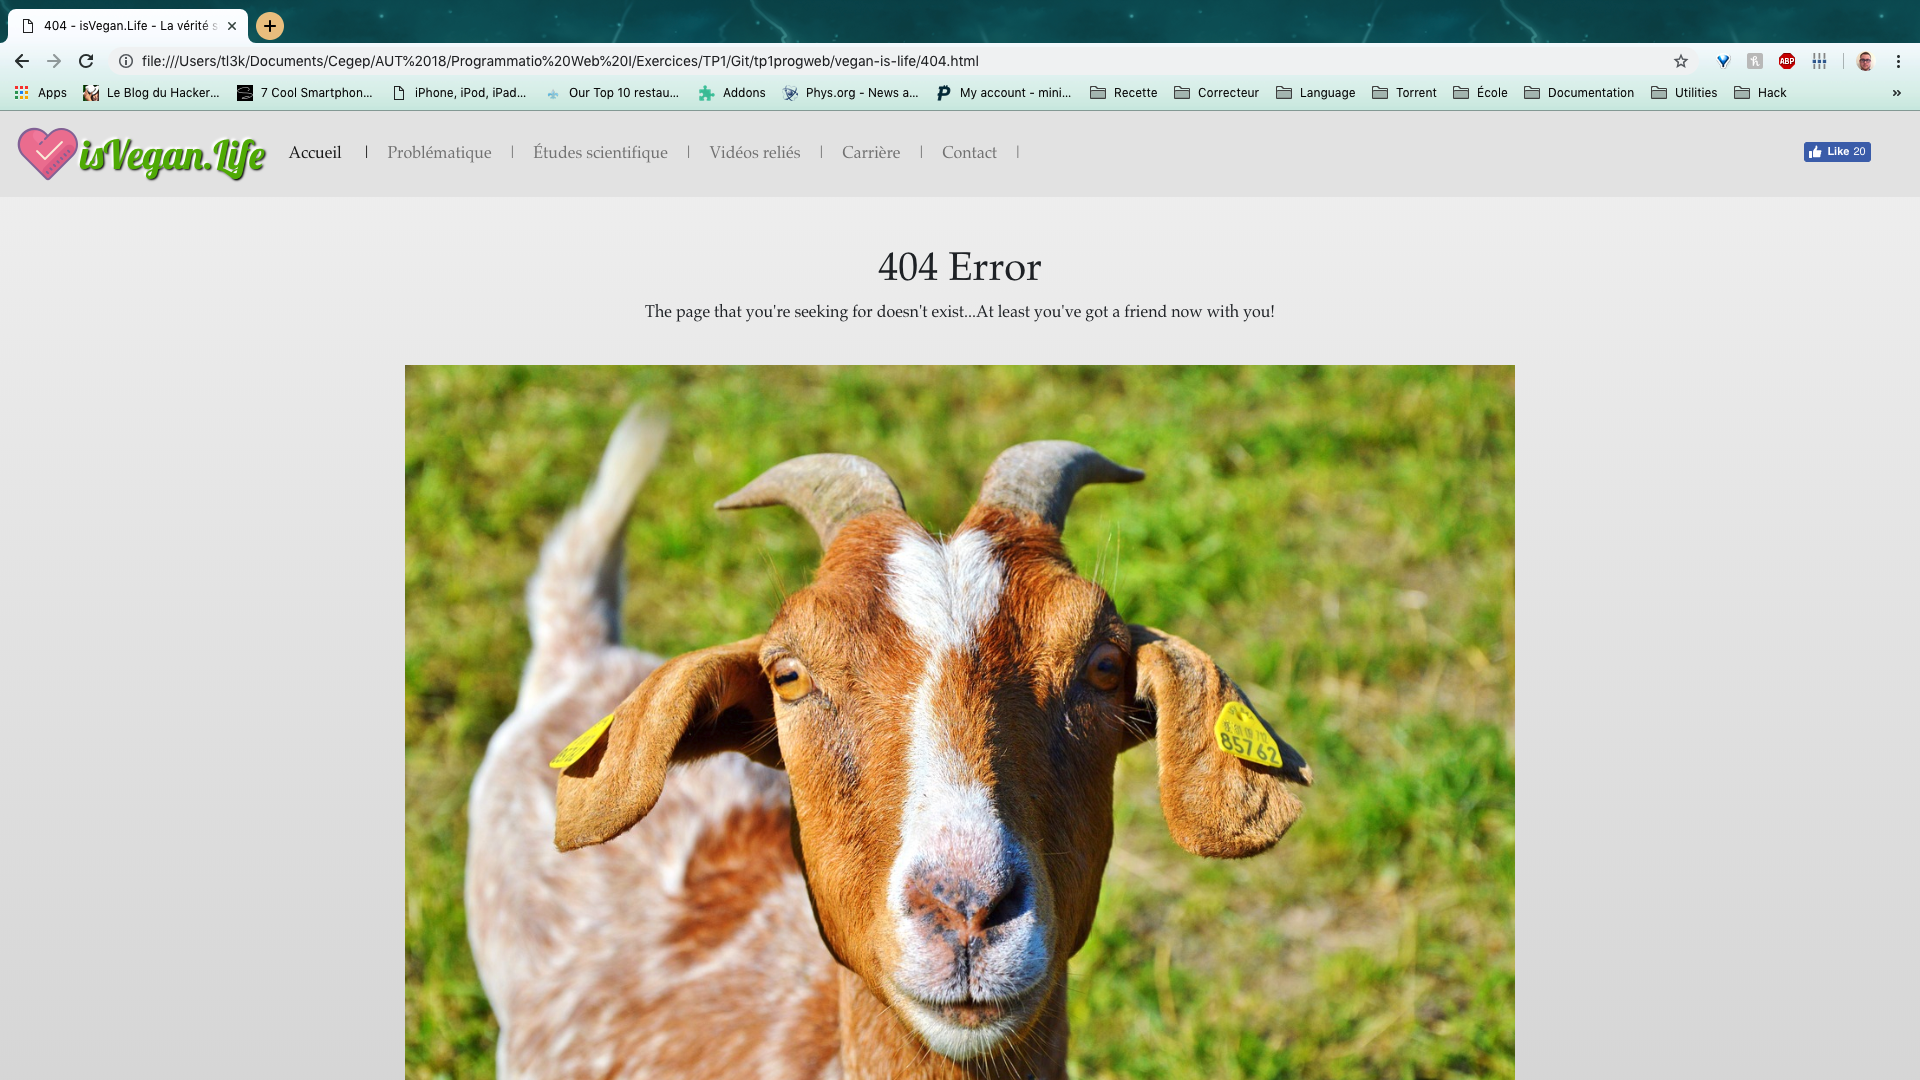 404 - isVegan.Life - La vérité s
file:///Users/tl3k/Documents/Cegep/AUT%2018/Programmatio%20Web%20I/Exercices/TP1/Git/tp1progweb/vegan-is-life/404.html
ABP
Apps Le Blog du Hacker... 7 Cool Smartphon... iPhone, iPod, iPad... Our Top 10 restau... Addons Phys.org - News a... My account - mini... Recette Correcteur Language Torrent École Documentation Utilities Hack »
isVegan.Life Accueil | Problématique | Études scientifique | Vidéos reliés | Carrière | Contact | Like 20
404 Error
The page that you're seeking for doesn't exist...At least you've got a friend now with you!
85762